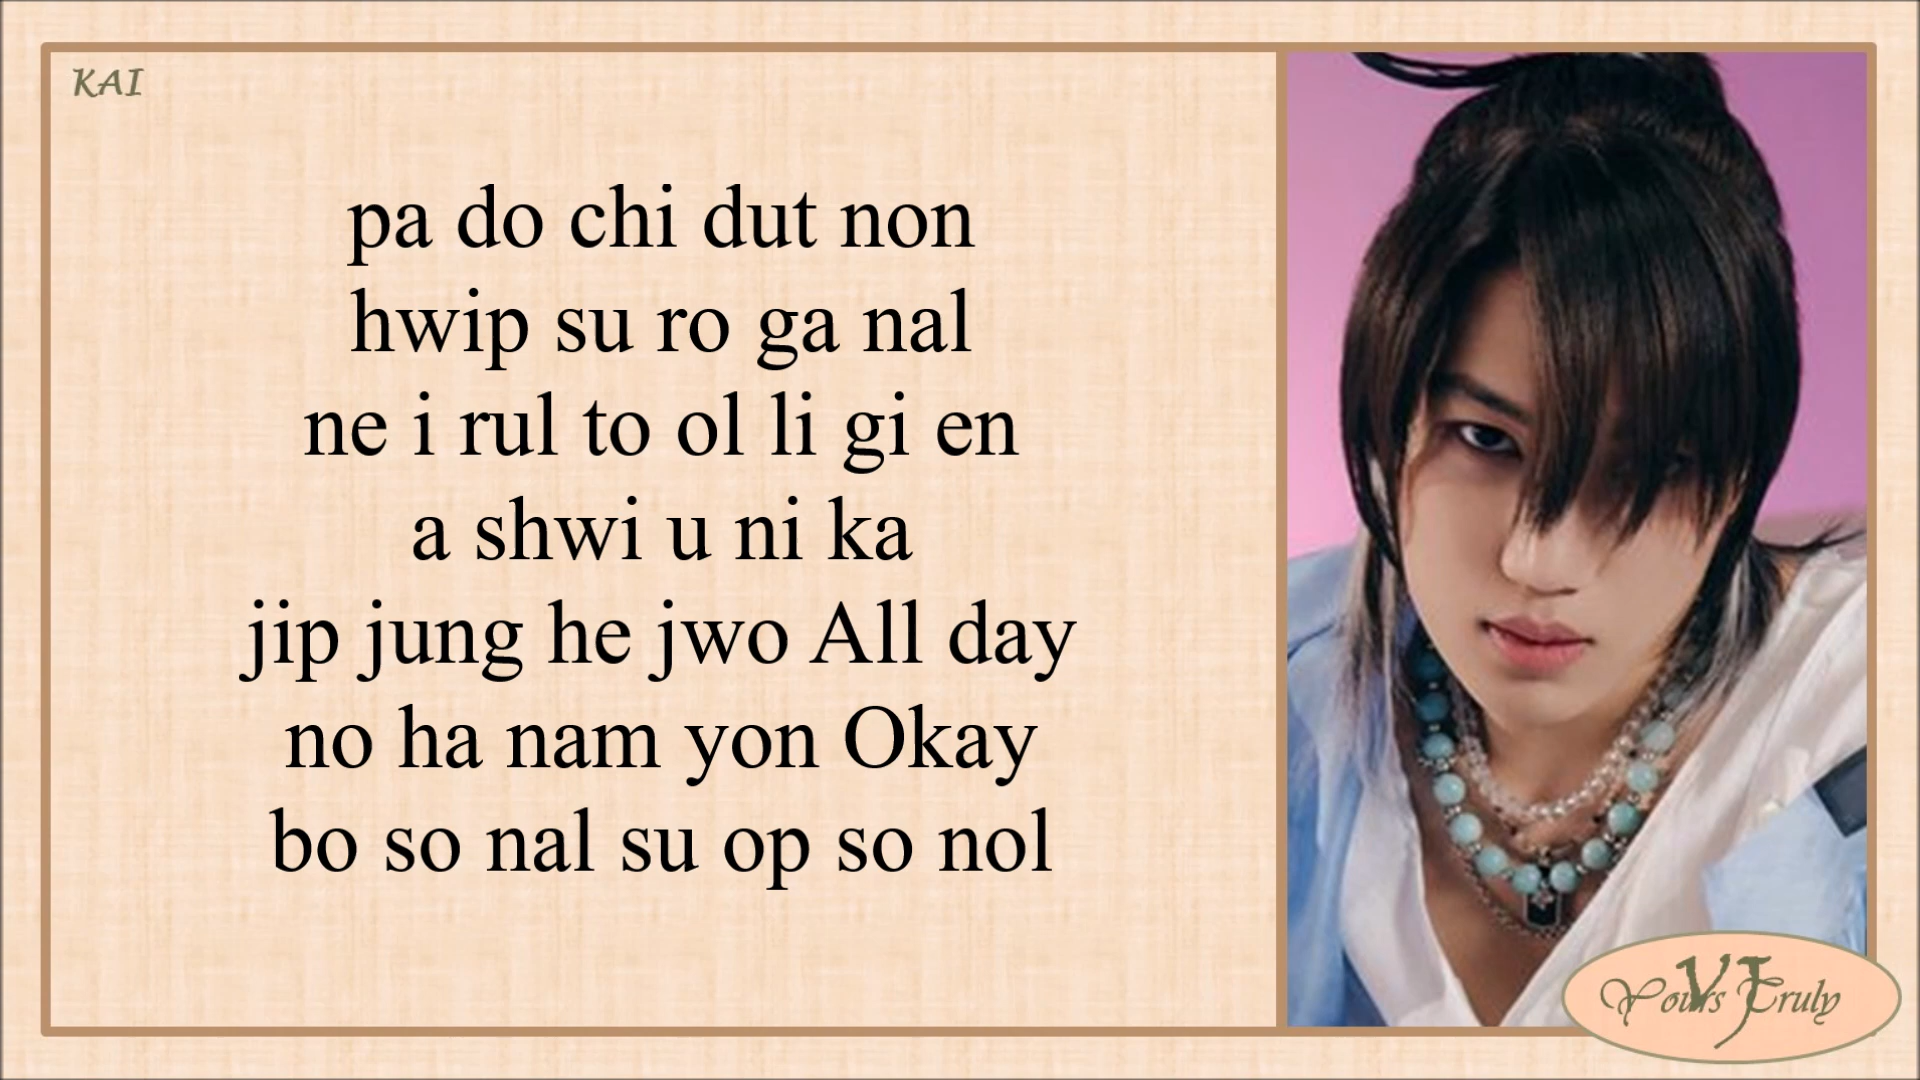 KAI
pa do chi dut non
hwip su ro ga nal
ne i rul to ol li gi en
a shwi u ni ka
jip jung he jwo All day
no ha nam yon Okay
bo so nal su op so nol
Yours Truly
VJ